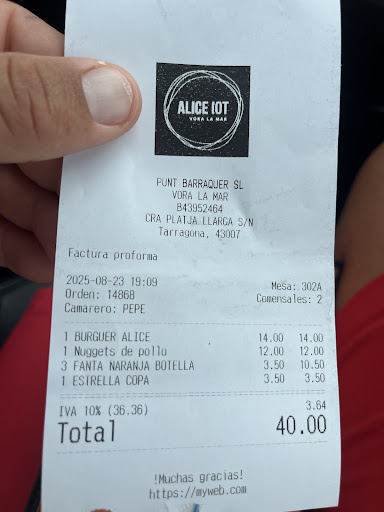 ALICE IOT
VORA LA MAR
PUNT BARRAQUER SL
VORA LA MAR
B43952464
CRA PLATJA LLARGA S/N
Tarragona, 43007
Factura proforma
2025-08-23 19:09 Mesa: 302A
Orden: 14868 Comensales: 2
Camarero: PEPE
1 BURGUER ALICE 14.00 14.00
1 Nuggets de pollo 12.00 12.00
3 FANTA NARANJA BOTELLA 3.50 10.50
1 ESTRELLA COPA 3.50 3.50
IVA 10% (36.36) 3.64
Total 40.00
¡Muchas gracias!
https://myweb.com